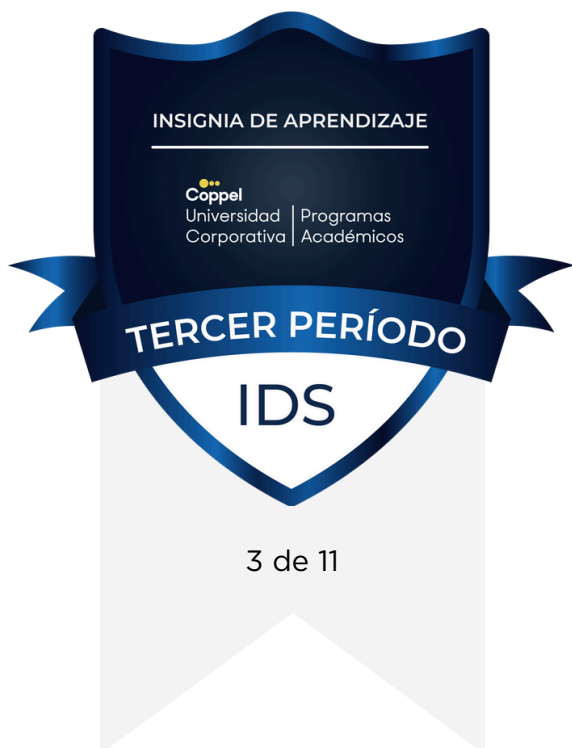 INSIGNIA DE APRENDIZAJE
Coppel
Universidad | Programas
Corporativa | Académicos
TERCER PERÍODO
IDS
3 de 11